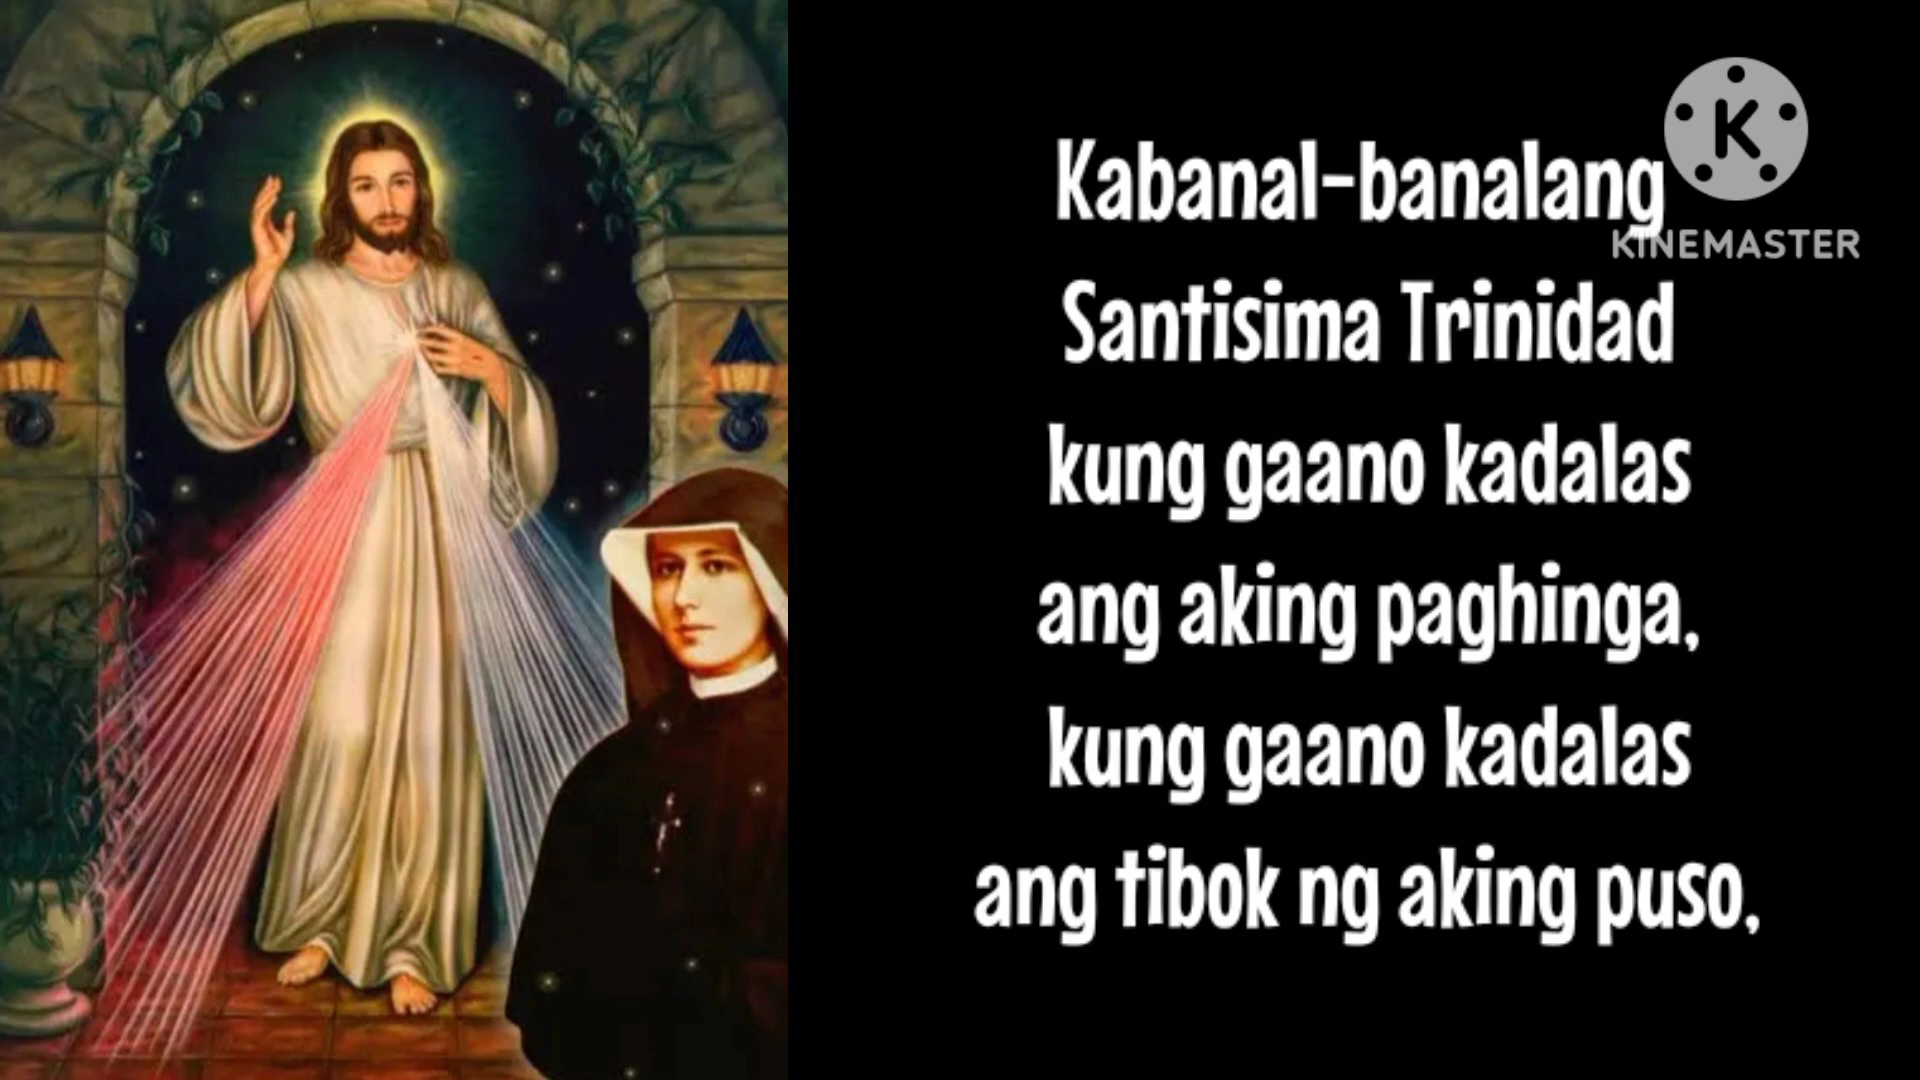 Kabanal-banalang
Santisima Trinidad
kung gaano kadalas
ang aking paghinga,
kung gaano kadalas
ang tibok ng aking puso,
K
KINEMASTER